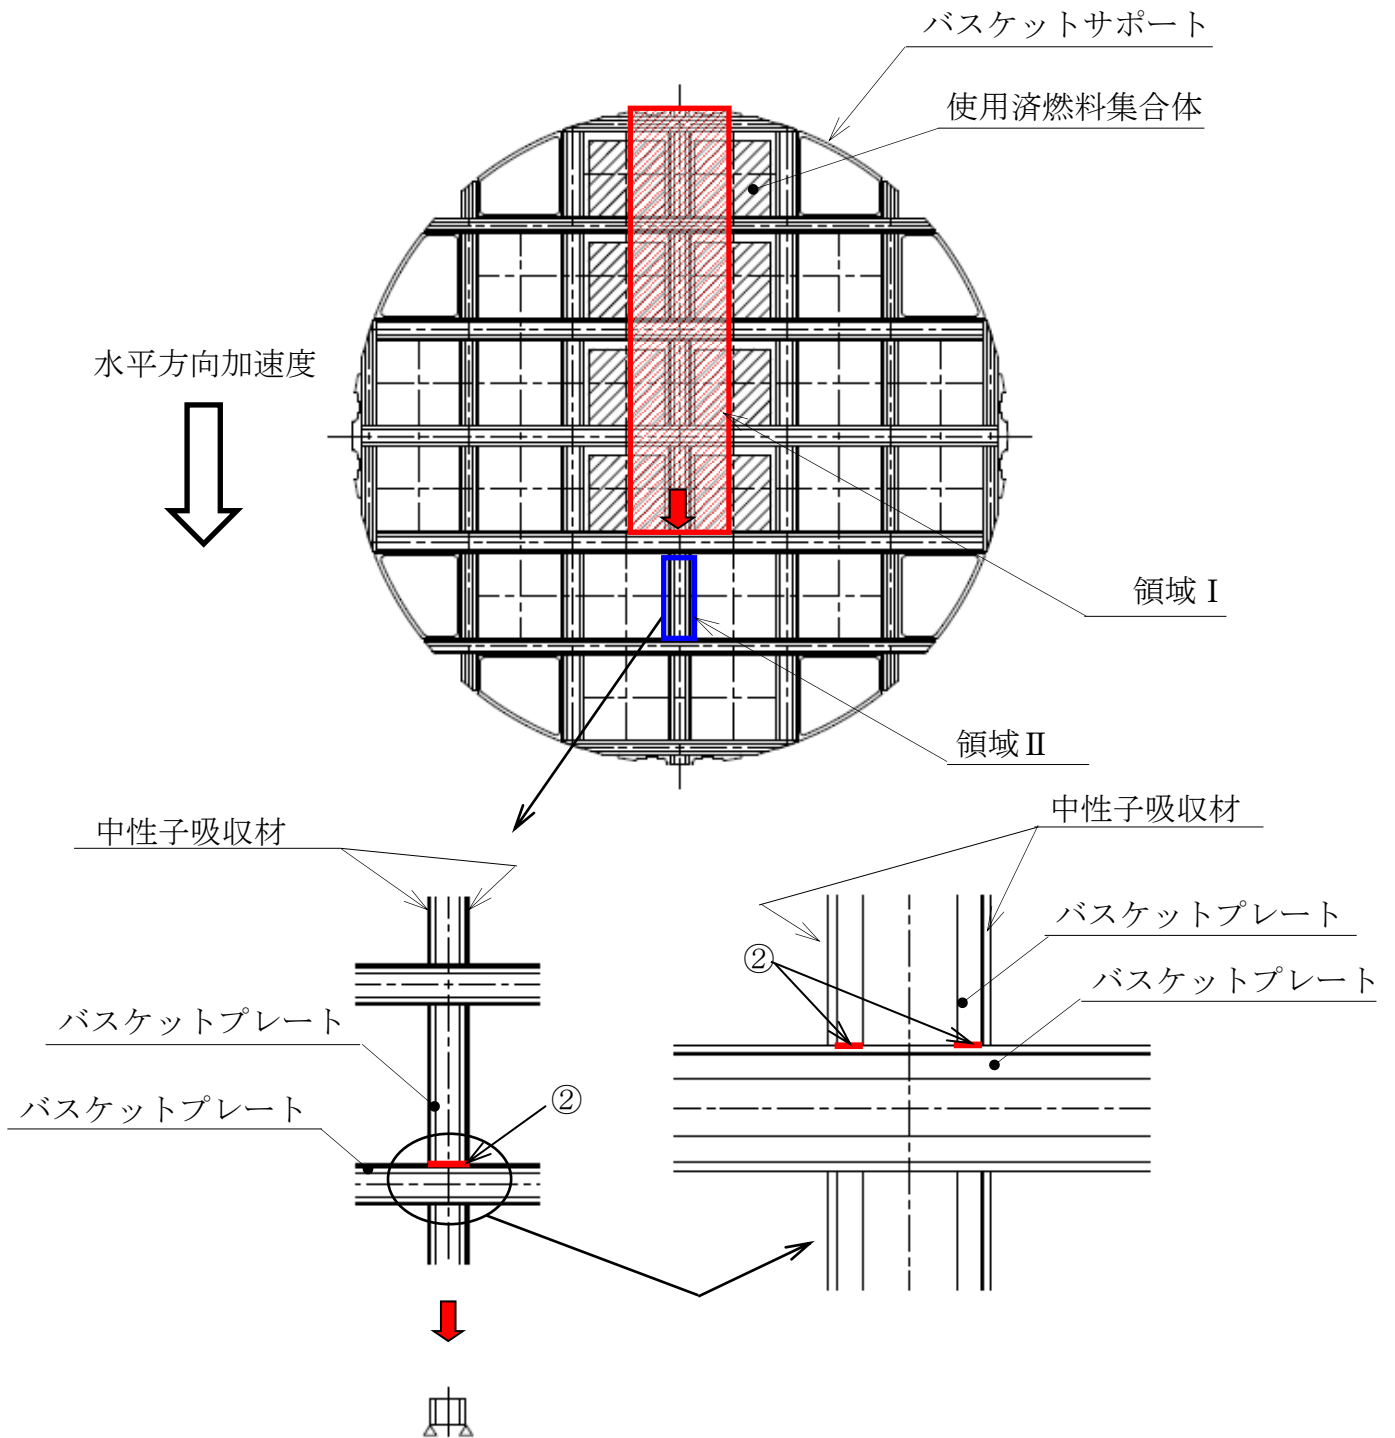 バスケットサポート
使用済燃料集合体
水平方向加速度
領域Ⅰ
領域Ⅱ
中性子吸収材
中性子吸収材
バスケットプレート
②
バスケットプレート
バスケットプレート
②
バスケットプレート